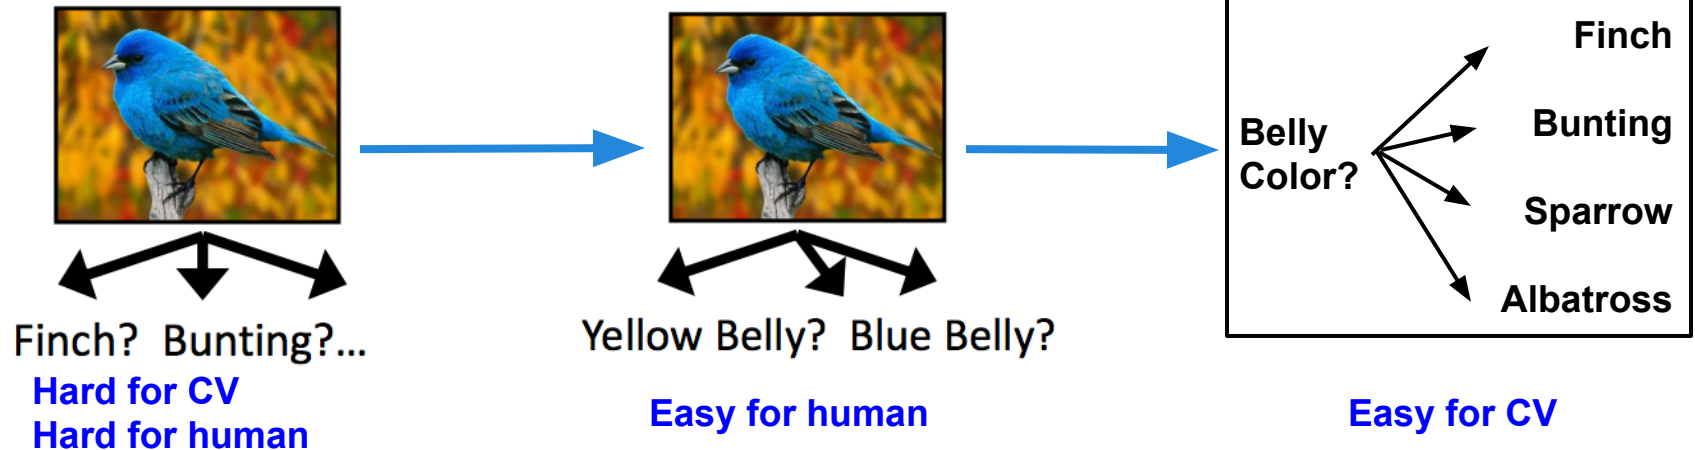 Finch? Bunting?...
Hard for CV
Hard for human
Yellow Belly? Blue Belly?
Easy for human
Belly
Color?
Finch
Bunting
Sparrow
Albatross
Easy for CV